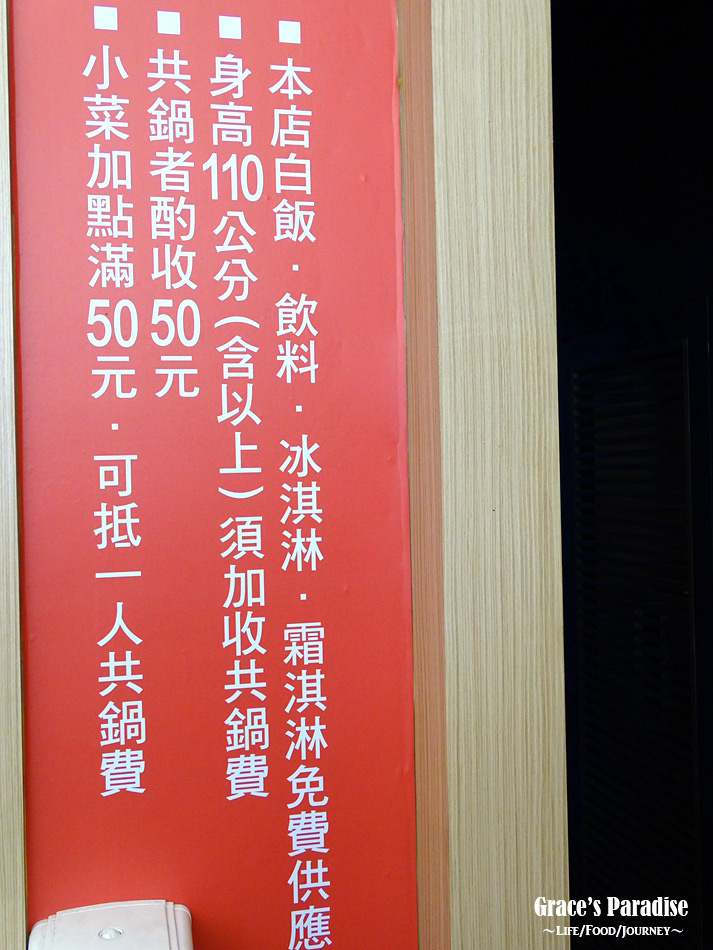 ■本店白飯．飲料．冰淇淋．霜淇淋免費供應
■身高110公分(含以上)須加收共鍋費
■共鍋者酌收50元
■小菜加點滿50元．可抵一人共鍋費
Grace's Paradise
～Life/Food/Journey～